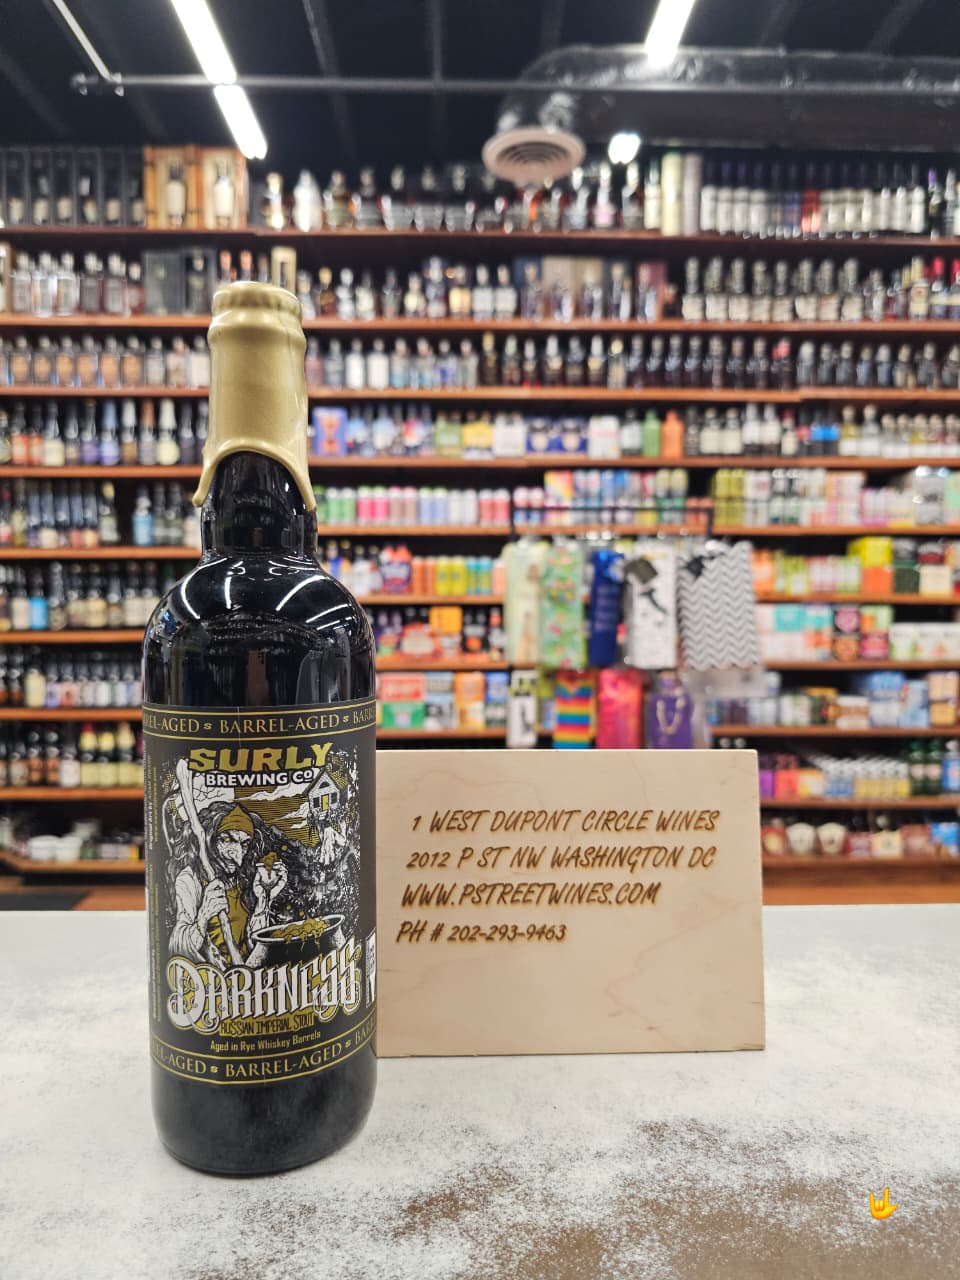 BARREL-AGED
SURLY
BREWING CO
DARKNESS
RUSSIAN IMPERIAL STOUT
Aged in Rye Whiskey Barrels
BARREL-AGED
1 WEST DUPONT CIRCLE WINES
2012 P ST NW WASHINGTON DC
WWW.PSTREETWINES.COM
PH # 202-293-9463